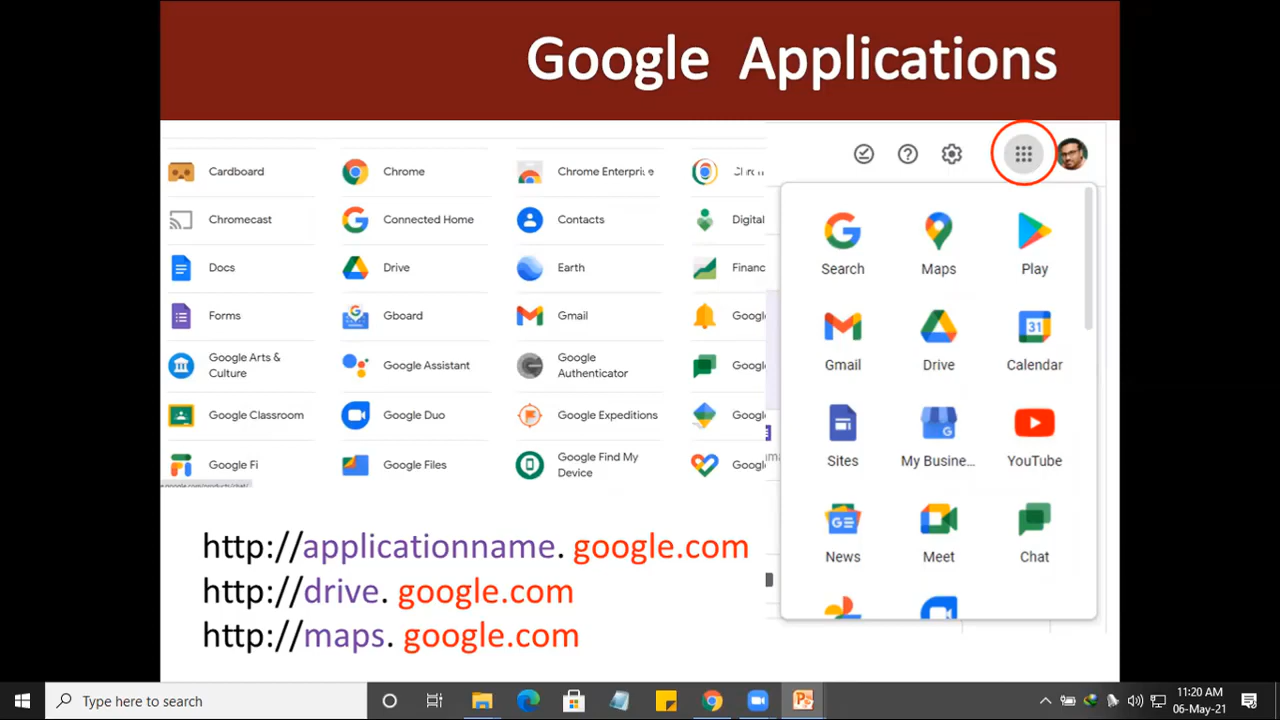 Google Applications
Cardboard
Chrome
Chrome Enterprise
Chromecast
Connected Home
Contacts
Digital
Docs
Drive
Earth
Financ
Forms
Gboard
Gmail
Googl
Google Arts &
Culture
Google Assistant
Google
Authenticator
Googl
Google Classroom
Google Duo
Google Expeditions
Googl
Google Fi
Google Files
Google Find My
Device
Googl
Search
Maps
Play
Gmail
Drive
Calendar
31
Sites
My Busine...
YouTube
News
Meet
Chat
http://applicationname. google.com
http://drive. google.com
http://maps. google.com
Type here to search
11:20 AM
06-May-21